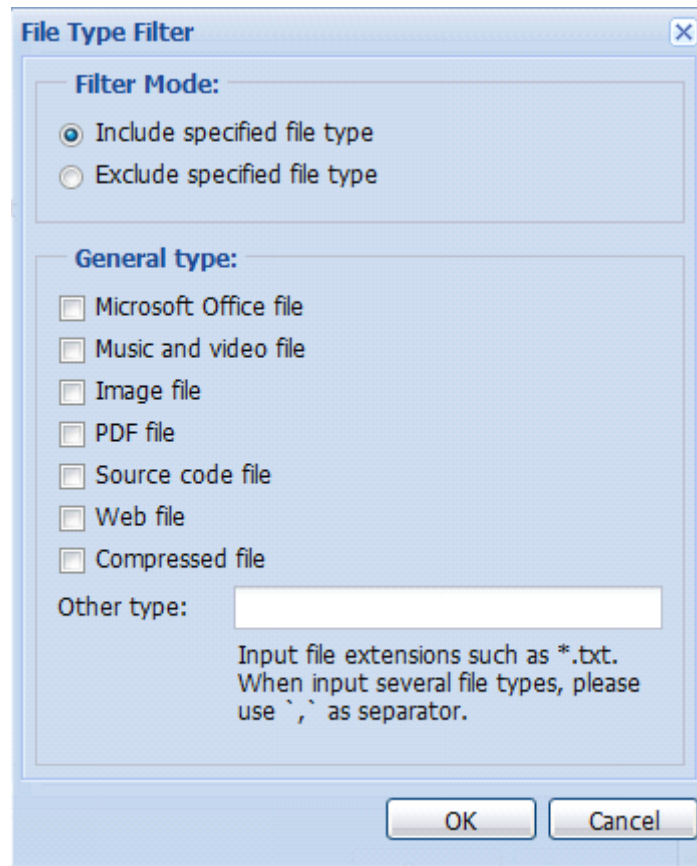 File Type Filter
Filter Mode:
Include specified file type
Exclude specified file type
General type:
Microsoft Office file
Music and video file
Image file
PDF file
Source code file
Web file
Compressed file
Other type:
Input file extensions such as *.txt.
When input several file types, please
use `,` as separator.
OK Cancel